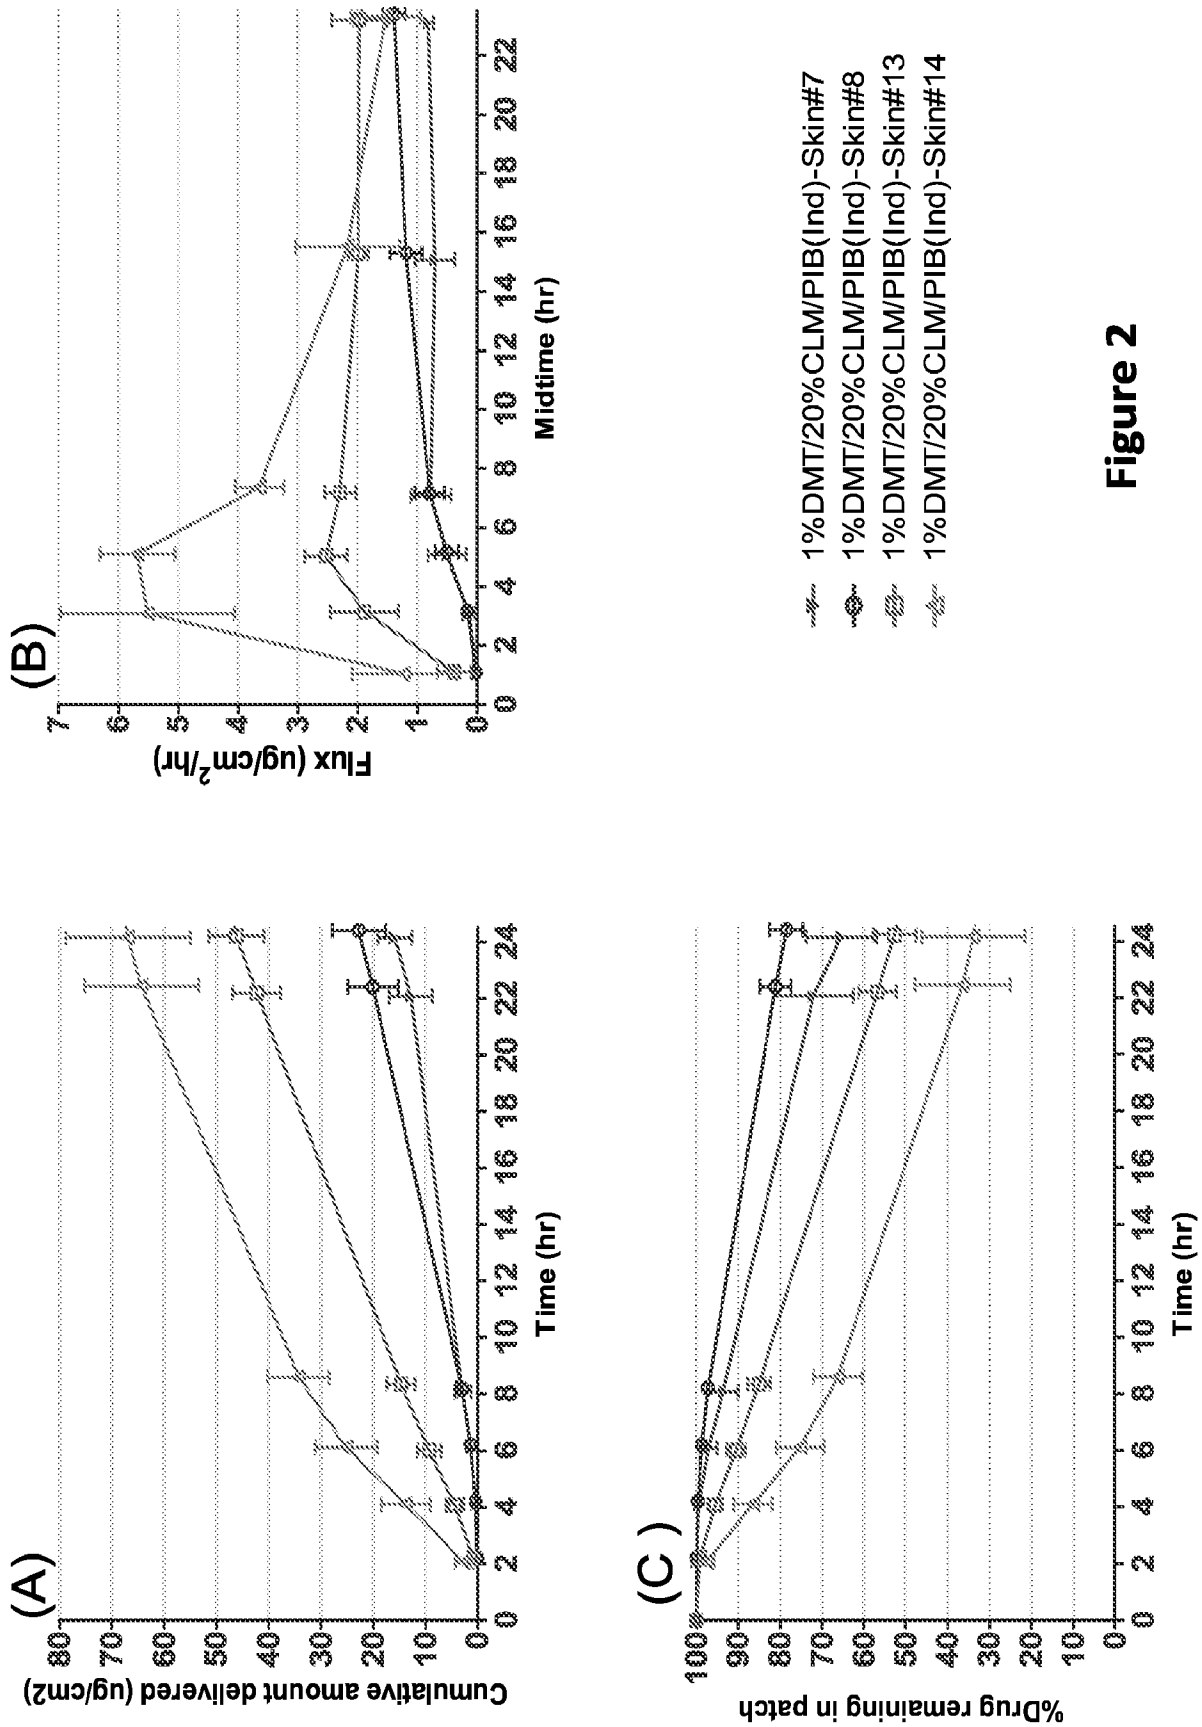 (A)
Cumulative amount delivered (ug/cm2)
80
70
60
50
40
30
20
10
0
0 2 4 6 8 10 12 14 16 18 20 22 24
Time (hr)
(B)
Flux (ug/cm²/hr)
7
6
5
4
3
2
1
0
0 2 4 6 8 10 12 14 16 18 20 22
Midtime (hr)
(C )
%Drug remaining in patch
100
90
80
70
60
50
40
30
20
10
0
0 2 4 6 8 10 12 14 16 18 20 22 24
Time (hr)
1%DMT/20%CLM/PIB(Ind)-Skin#7
1%DMT/20%CLM/PIB(Ind)-Skin#8
1%DMT/20%CLM/PIB(Ind)-Skin#13
1%DMT/20%CLM/PIB(Ind)-Skin#14
Figure 2